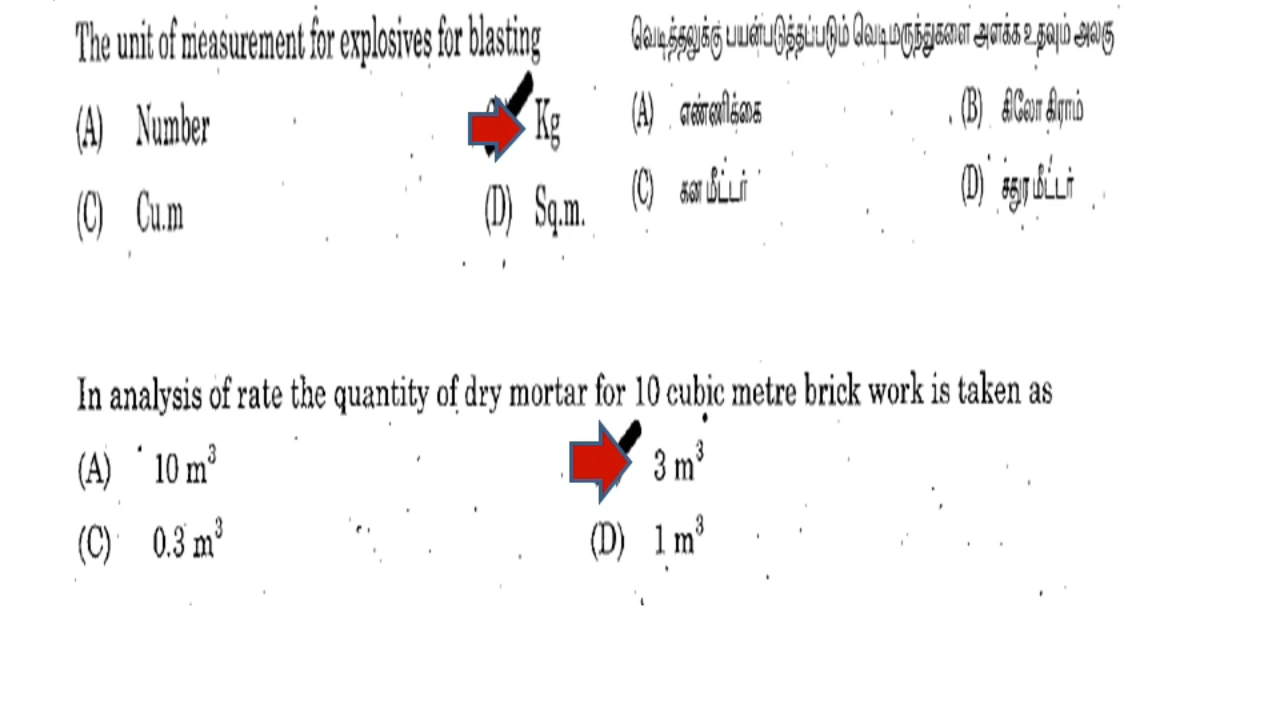 The unit of measurement for explosives for blasting
(A) Number
Kg
(C) Cu.m
(D) Sq.m.
வெடித்தலுக்கு பயன்படுத்தப்படும் வெடிமருந்துகளை அளக்க உதவும் அலகு
(A) எண்ணிக்கை
(B) கிலோ கிராம்
(C) கன மீட்டர்
(D) சதுர மீட்டர்
In analysis of rate the quantity of dry mortar for 10 cubic metre brick work is taken as
(A) 10 m³
3 m³
(C) 0.3 m³
(D) 1 m³